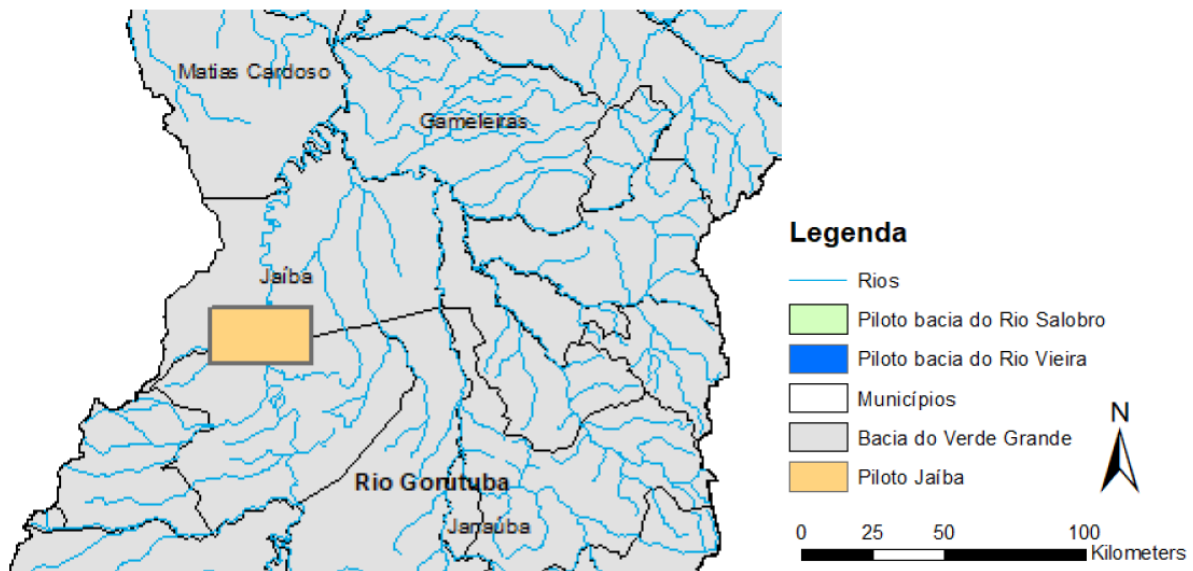 Matias Cardoso
Gameleiras
Jaíba
Rio Gorutuba
Janaúba
Legenda
Rios
Piloto bacia do Rio Salobro
Piloto bacia do Rio Vieira
Municípios
Bacia do Verde Grande
Piloto Jaíba
N
0 25 50 100
Kilometers